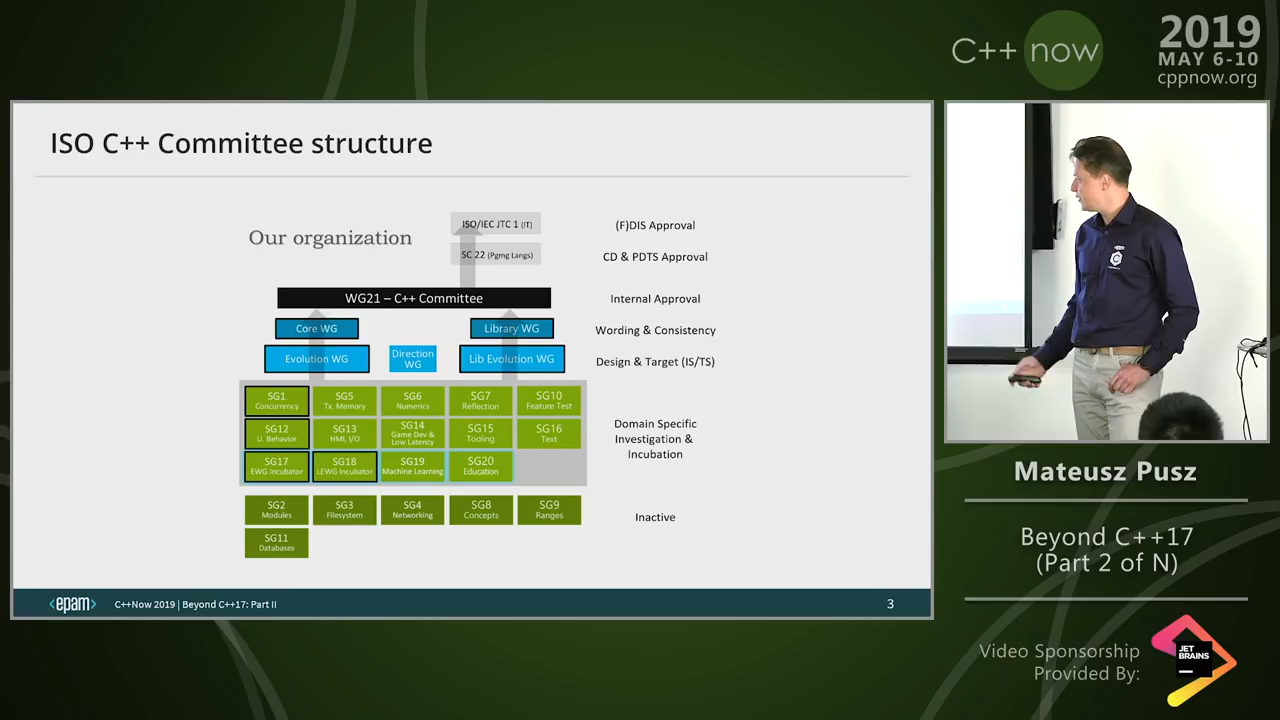 C++ now
2019
MAY 6-10
cppnow.org
ISO C++ Committee structure
Our organization
ISO/IEC JTC 1 (IT)
(F)DIS Approval
SC 22 (Pgmg Langs)
CD & PDTS Approval
WG21 – C++ Committee
Internal Approval
Core WG
Library WG
Wording & Consistency
Evolution WG
Direction
WG
Lib Evolution WG
Design & Target (IS/TS)
SG1
Concurrency
SG5
Tx. Memory
SG6
Numerics
SG7
Reflection
SG10
Feature Test
SG12
U. Behavior
SG13
HMI, I/O
SG14
Game Dev &
Low Latency
SG15
Tooling
SG16
Text
SG17
EWG Incubator
SG18
LEWG Incubator
SG19
Machine Learning
SG20
Education
Domain Specific
Investigation &
Incubation
SG2
Modules
SG3
Filesystem
SG4
Networking
SG8
Concepts
SG9
Ranges
Inactive
SG11
Databases
<epam>
C++Now 2019 | Beyond C++17: Part II
3
Mateusz Pusz
Beyond C++17
(Part 2 of N)
Video Sponsorship
Provided By:
JET
BRAINS